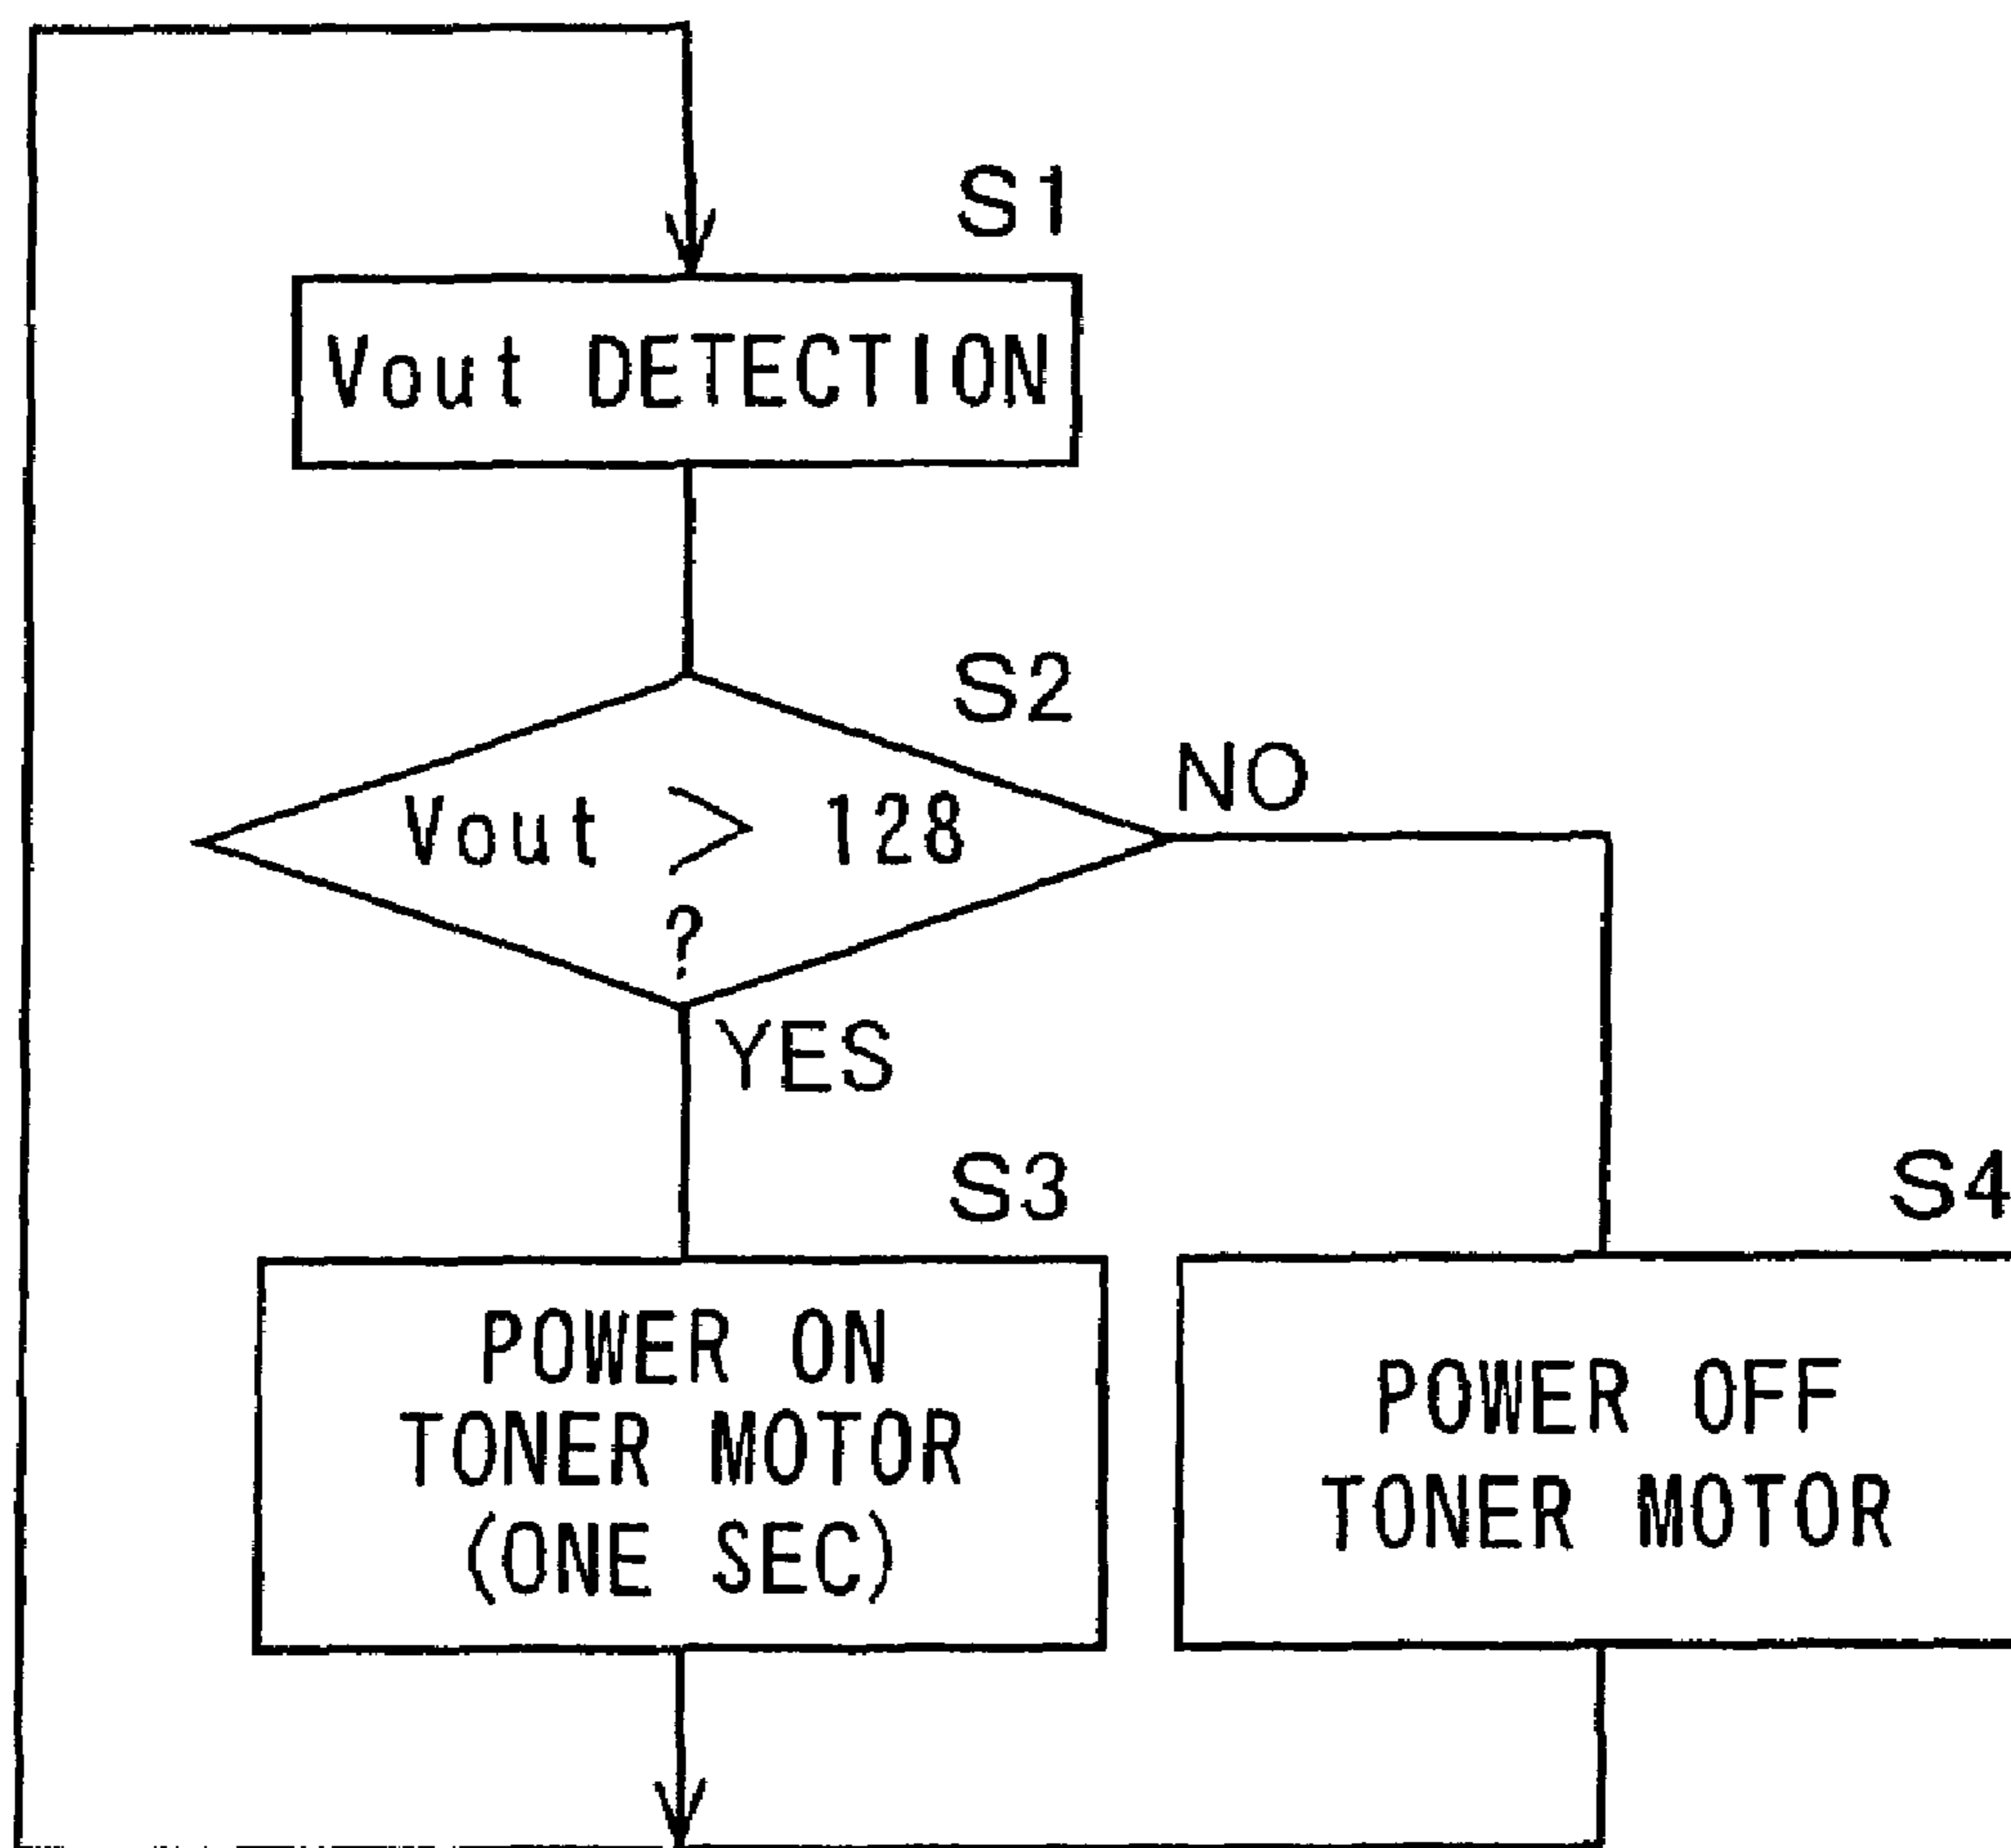 S1
Vout DETECTION
S2
NO
Vout > 128
?
YES
S3
S4
POWER ON
TONER MOTOR
(ONE SEC)
POWER OFF
TONER MOTOR